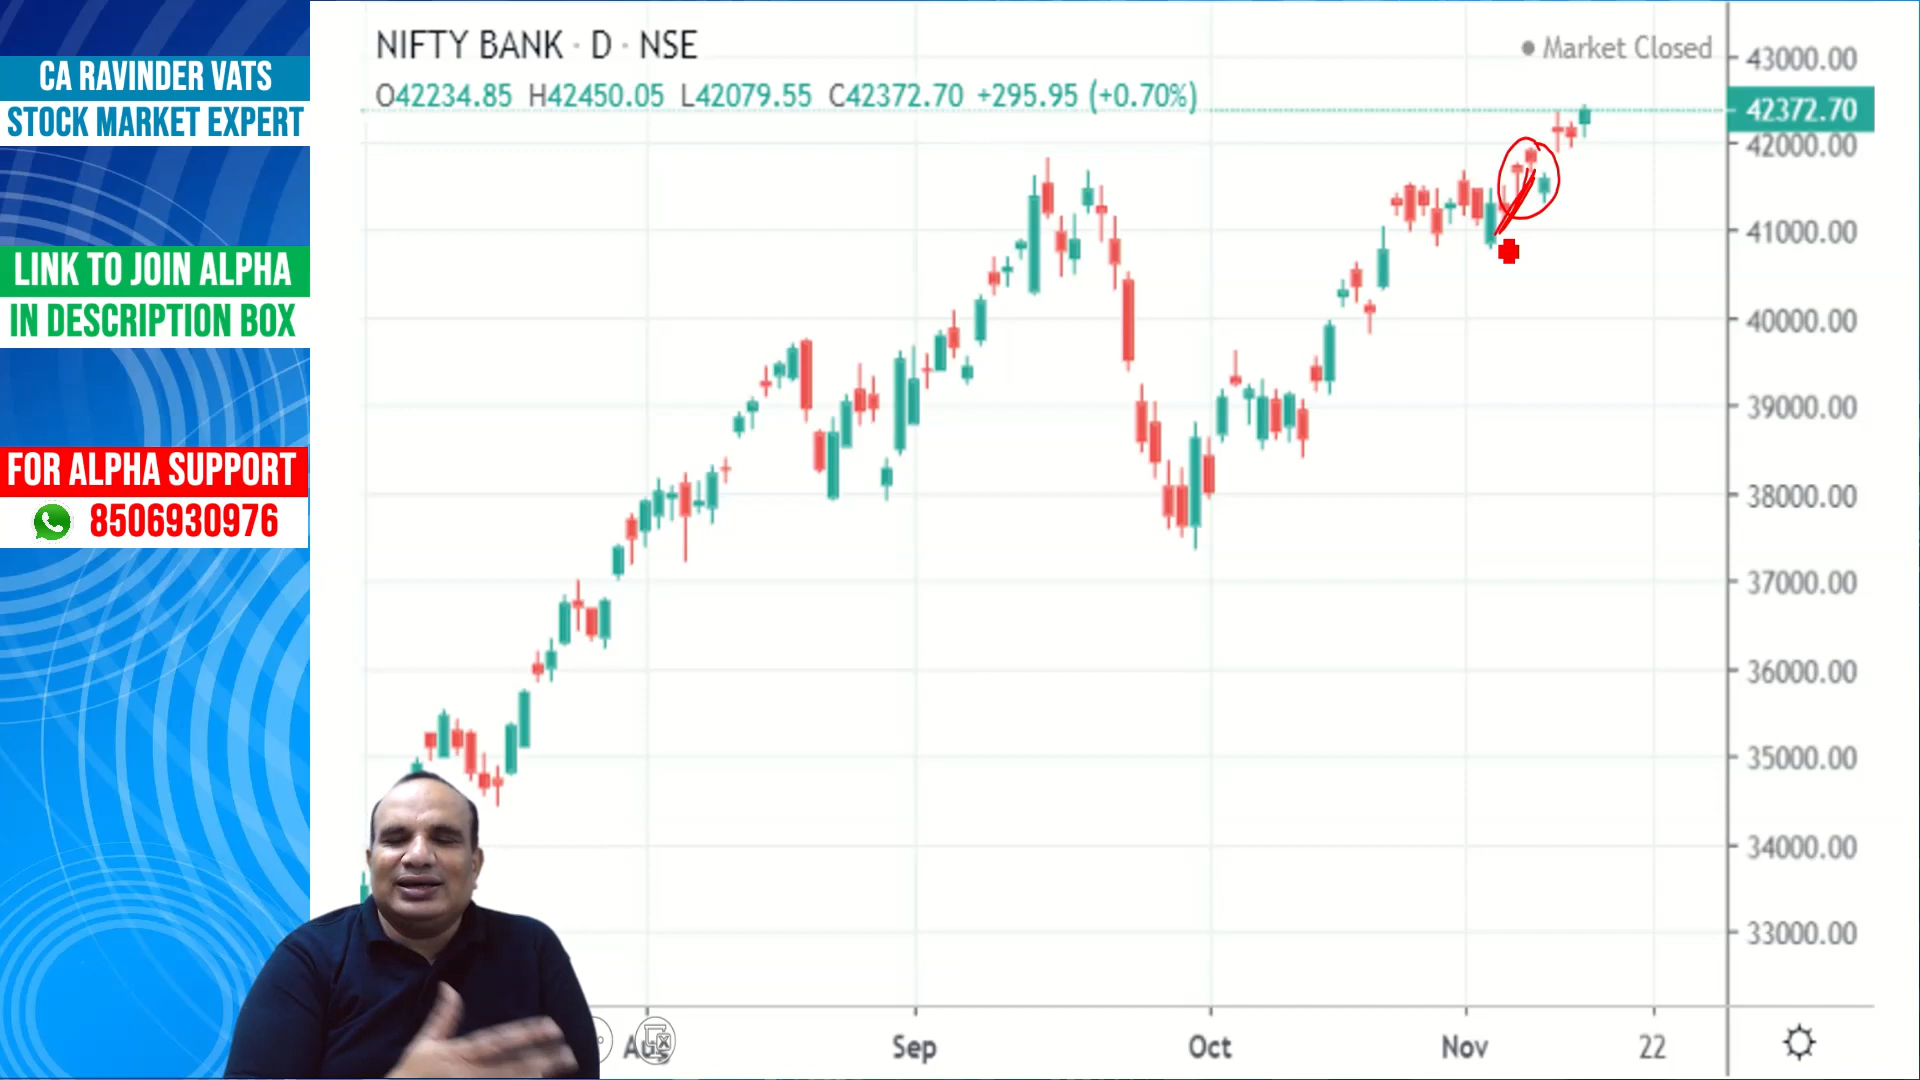 CA RAVINDER VATS
STOCK MARKET EXPERT
LINK TO JOIN ALPHA
IN DESCRIPTION BOX
FOR ALPHA SUPPORT
8506930976
NIFTY BANK · D · NSE
Market Closed
O42234.85 H42450.05 L42079.55 C42372.70 +295.95 (+0.70%)
43000.00
42372.70
42000.00
41000.00
40000.00
39000.00
38000.00
37000.00
36000.00
35000.00
34000.00
33000.00
Aug Sep Oct Nov 22